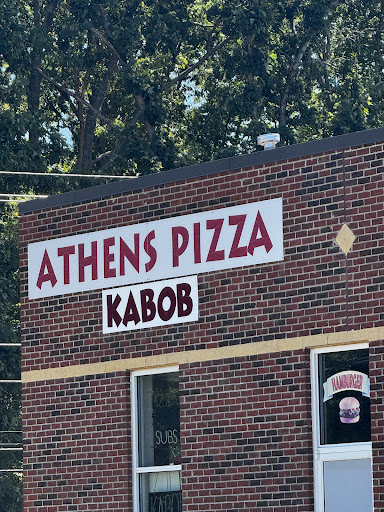 ATHENS PIZZA
KABOB
HAMBURGER
SUBS